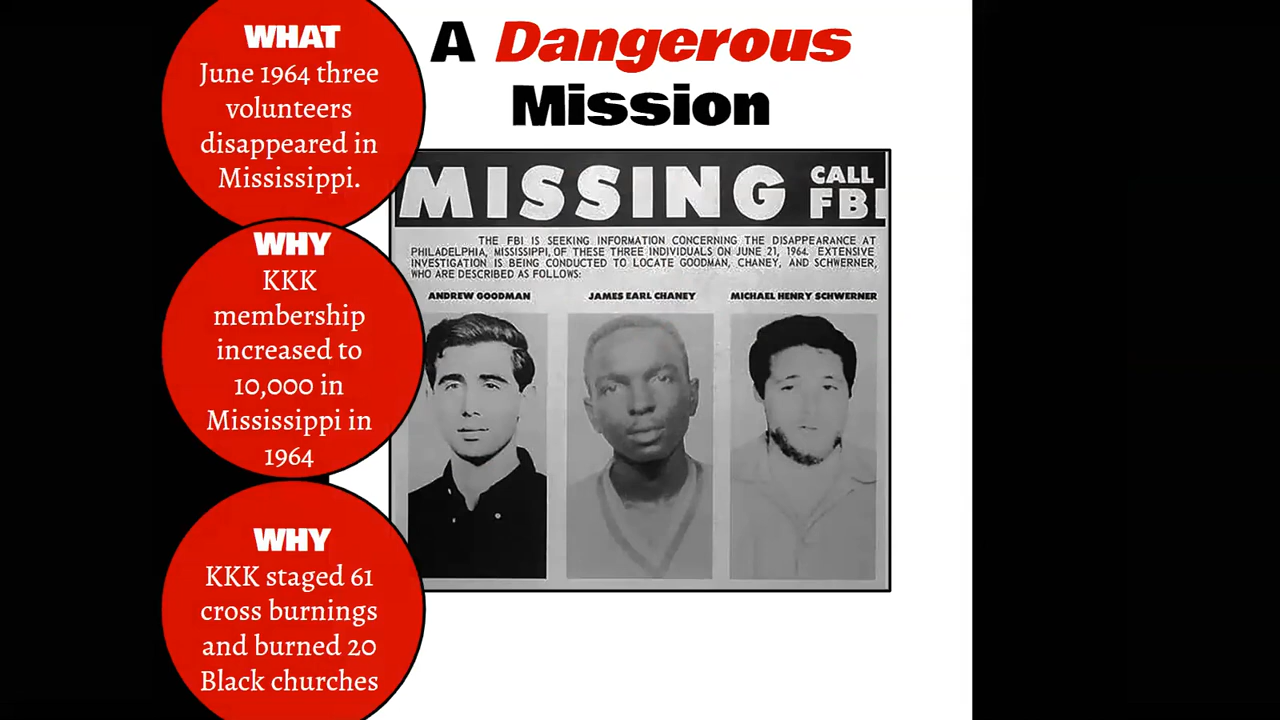 WHAT
June 1964 three
volunteers
disappeared in
Mississippi.
WHY
KKK
membership
increased to
10,000 in
Mississippi in
1964
WHY
KKK staged 61
cross burnings
and burned 20
Black churches
A Dangerous
Mission
MISSING CALL FBI
THE FBI IS SEEKING INFORMATION CONCERNING THE DISAPPEARANCE AT
PHILADELPHIA, MISSISSIPPI, OF THESE THREE INDIVIDUALS ON JUNE 21, 1964. EXTENSIVE
INVESTIGATION IS BEING CONDUCTED TO LOCATE GOODMAN, CHANEY, AND SCHWERNER,
WHO ARE DESCRIBED AS FOLLOWS:
ANDREW GOODMAN JAMES EARL CHANEY MICHAEL HENRY SCHWERNER